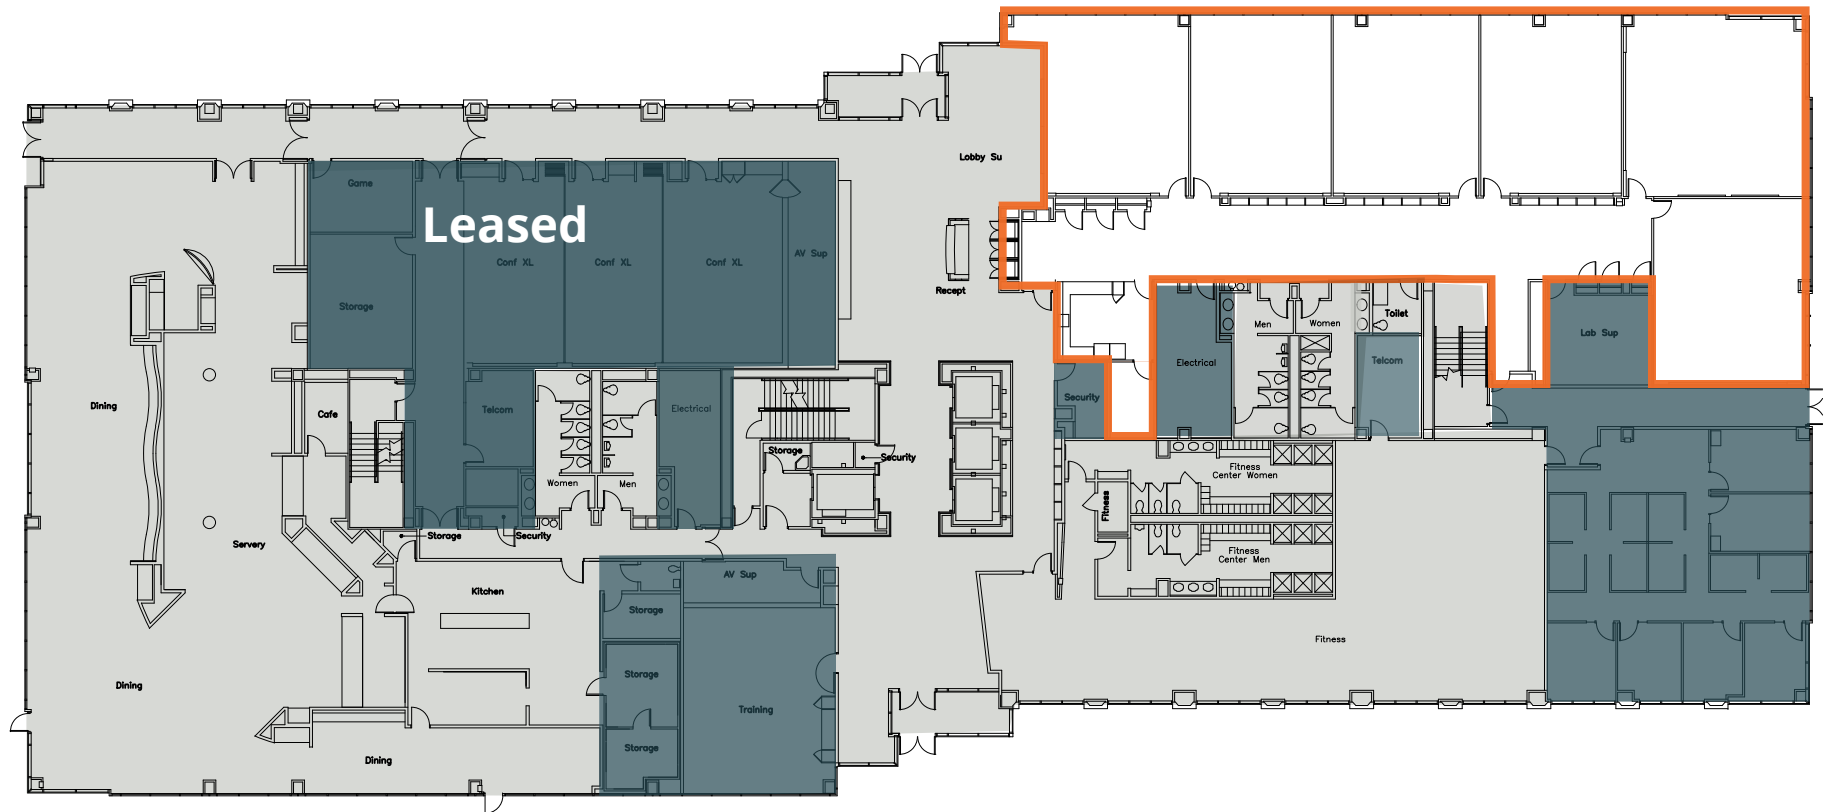 Lobby Su
Game
Leased
Conf XL
Conf XL
Conf XL
AV Sup
Storage
Recept
Men
Women
Toilet
Lab Sup
Electrical
Telcom
Security
Dining
Cafe
Telcom
Electrical
Storage
Security
Women
Men
Fitness
Center Women
Fitness
Storage
Security
Servery
Fitness
Center Men
Kitchen
AV Sup
Storage
Fitness
Storage
Dining
Training
Storage
Dining